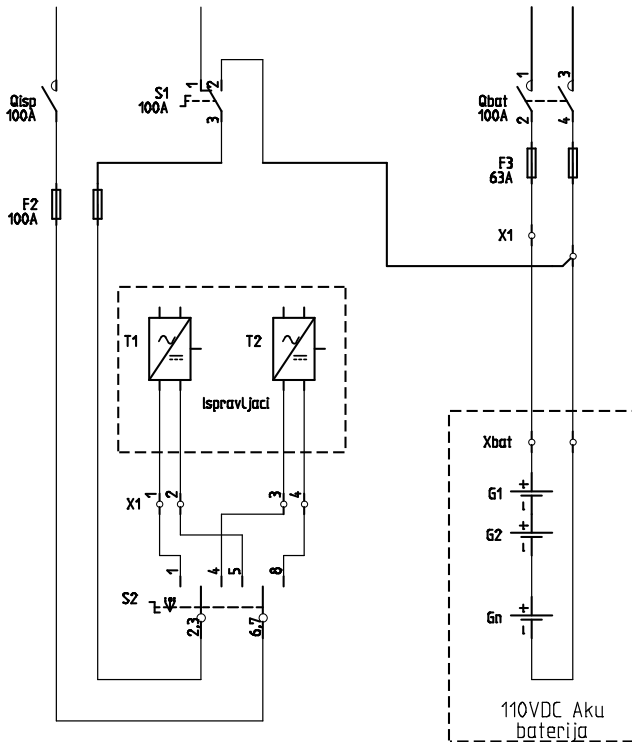 Qisp
100A
S1
100A
1
2
3
Qbat
100A
1
3
2
4
F2
100A
F3
63A
X1
T1
T2
Ispravljaci
X1
1
2
3
4
Xbat
G1
G2
Gn
S2
1
4
5
8
2,3
6,7
110VDC Aku
baterija